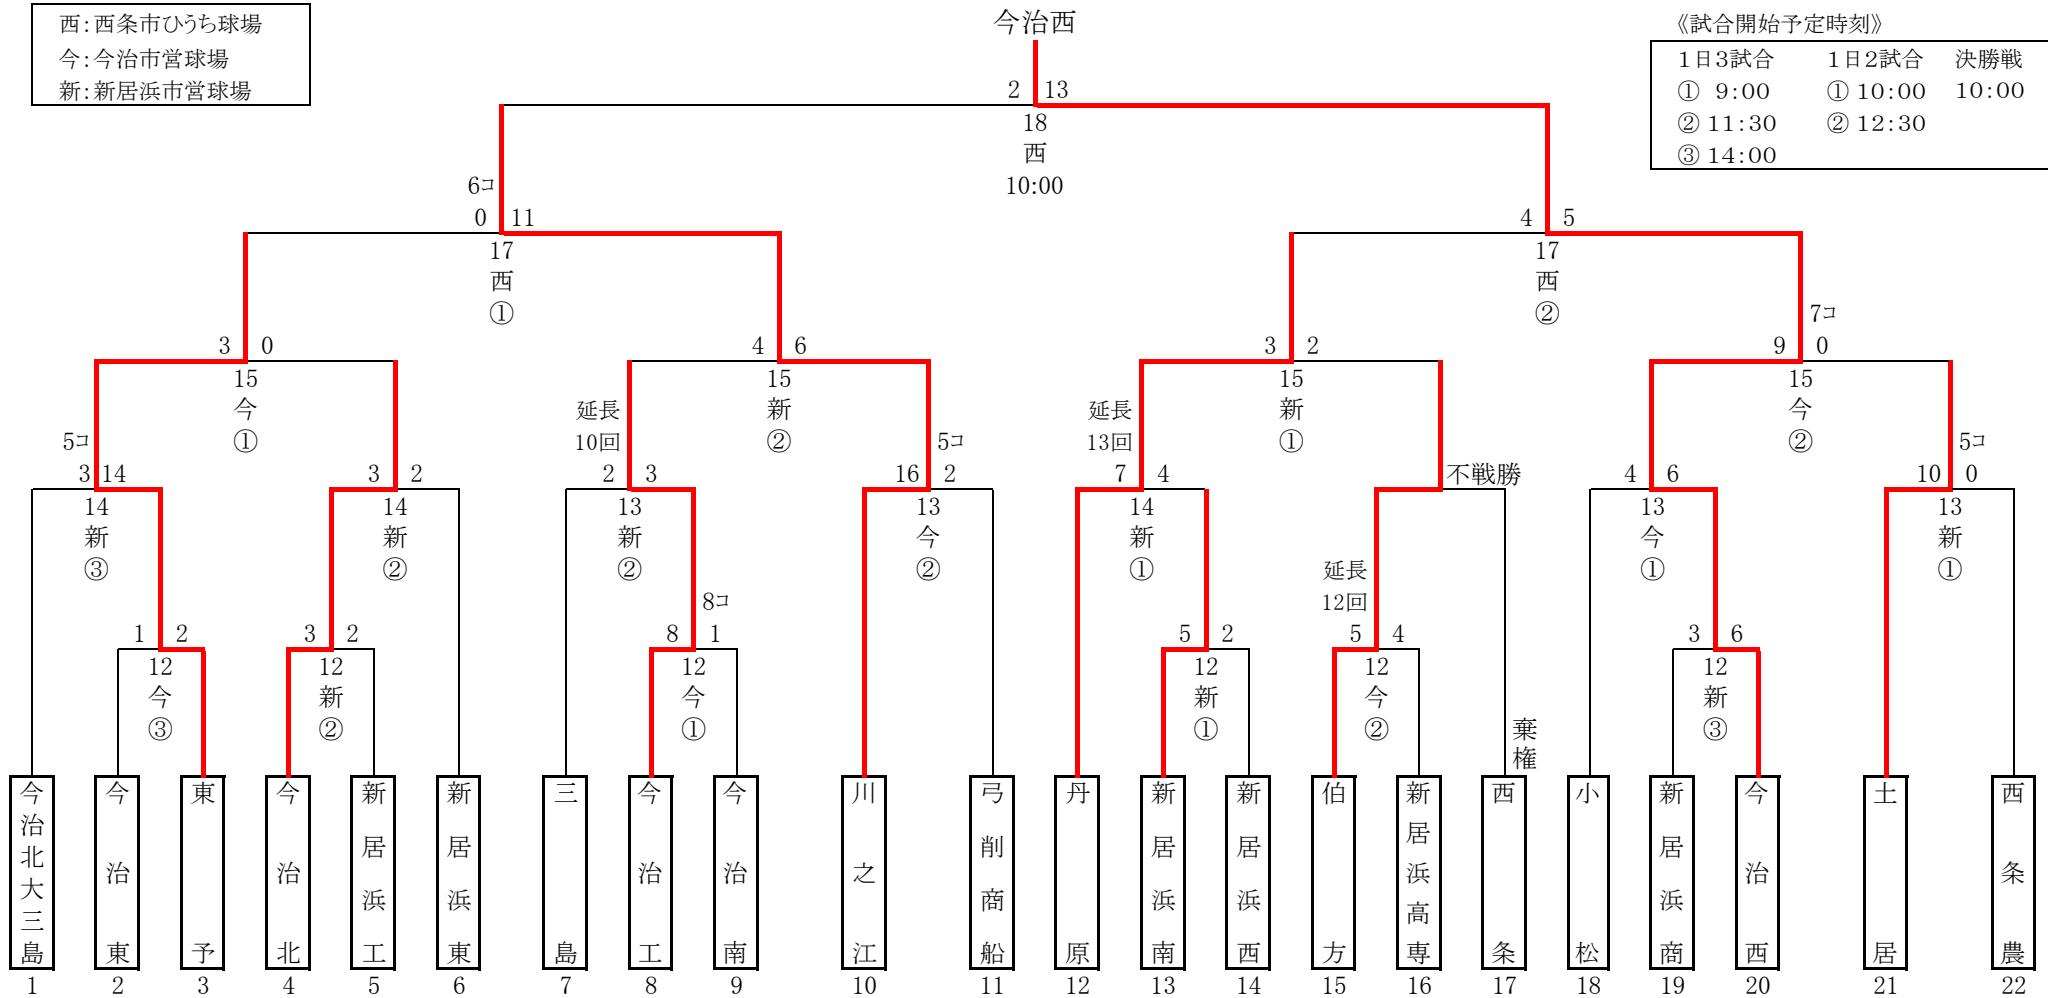 西：西条市ひうち球場
今：今治市営球場
新：新居浜市営球場
今治西
《試合開始予定時刻》
1日3試合 1日2試合 決勝戦
① 9:00 ①10:00 10:00
②11:30 ②12:30
③14:00
2 13
18
西
10:00
6コ
0 11
17
西
①
4 5
17
西
②
3 0
15
今
①
4 6
15
新
②
3 2
15
新
①
7コ
9 0
15
今
②
5コ
3 14
14
新
③
3 2
14
新
②
延長
10回
2 3
13
新
②
5コ
16 2
13
今
②
延長
13回
7 4
14
新
①
不戦勝
4 6
13
今
①
5コ
10 0
13
新
①
1 2
12
今
③
3 2
12
新
②
8コ
8 1
12
今
①
5 2
12
新
①
延長
12回
5 4
12
今
②
棄権
3 6
12
新
③
今治北大三島
今治東
東予
今治北
新居浜工
新居浜東
三島
今治工
今治南
川之江
弓削商船
丹原
新居浜南
新居浜西
伯方
新居浜高専
西条
小松
新居浜商
今治西
土居
西条農
1 2 3 4 5 6 7 8 9 10 11 12 13 14 15 16 17 18 19 20 21 22